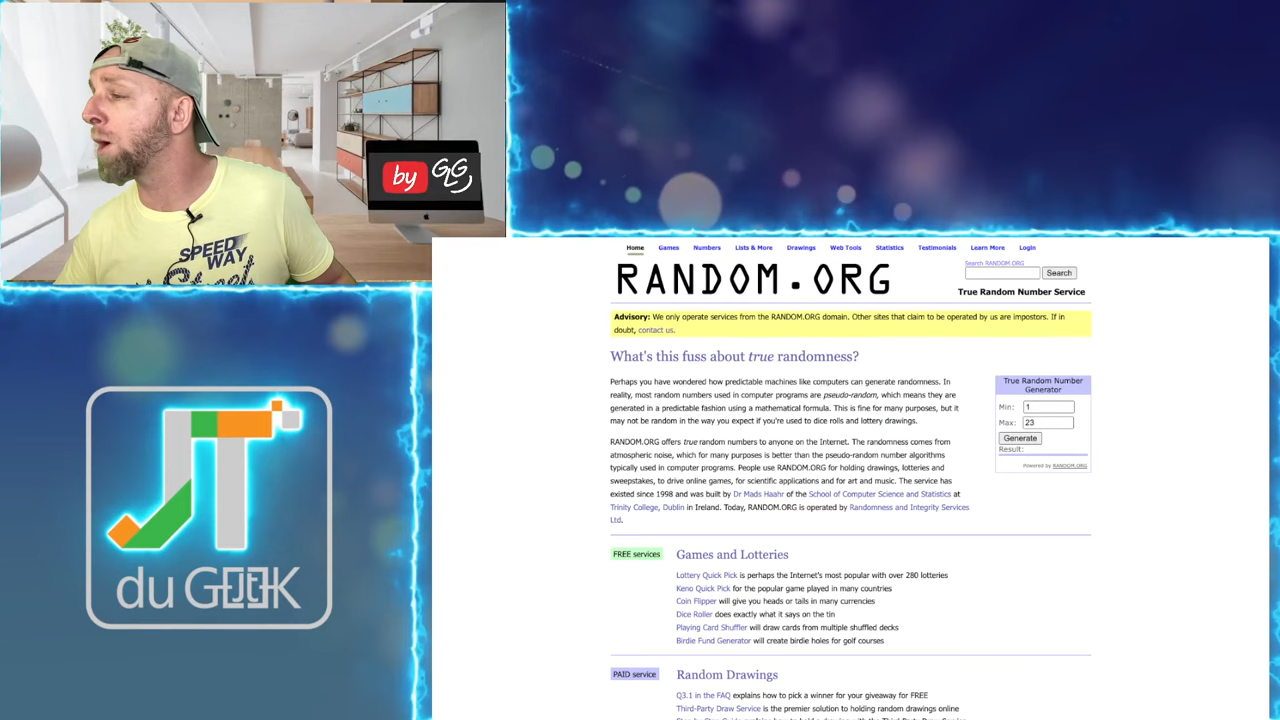 by GLG
SPEED
WAY
JT
du GEEK
Home Games Numbers Lists & More Drawings Web Tools Statistics Testimonials Learn More Login
RANDOM.ORG
Search RANDOM.ORG
Search
True Random Number Service
Advisory: We only operate services from the RANDOM.ORG domain. Other sites that claim to be operated by us are impostors. If in
doubt, contact us.
What's this fuss about true randomness?
Perhaps you have wondered how predictable machines like computers can generate randomness. In
reality, most random numbers used in computer programs are pseudo-random, which means they are
generated in a predictable fashion using a mathematical formula. This is fine for many purposes, but it
may not be random in the way you expect if you're used to dice rolls and lottery drawings.
RANDOM.ORG offers true random numbers to anyone on the Internet. The randomness comes from
atmospheric noise, which for many purposes is better than the pseudo-random number algorithms
typically used in computer programs. People use RANDOM.ORG for holding drawings, lotteries and
sweepstakes, to drive online games, for scientific applications and for art and music. The service has
existed since 1998 and was built by Dr Mads Haahr of the School of Computer Science and Statistics at
Trinity College, Dublin in Ireland. Today, RANDOM.ORG is operated by Randomness and Integrity Services
Ltd.
True Random Number
Generator
Min: 1
Max: 23
Generate
Result:
Powered by RANDOM.ORG
FREE services
Games and Lotteries
Lottery Quick Pick is perhaps the Internet's most popular with over 280 lotteries
Keno Quick Pick for the popular game played in many countries
Coin Flipper will give you heads or tails in many currencies
Dice Roller does exactly what it says on the tin
Playing Card Shuffler will draw cards from multiple shuffled decks
Birdie Fund Generator will create birdie holes for golf courses
PAID service
Random Drawings
Q3.1 in the FAQ explains how to pick a winner for your giveaway for FREE
Third-Party Draw Service is the premier solution to holding random drawings online